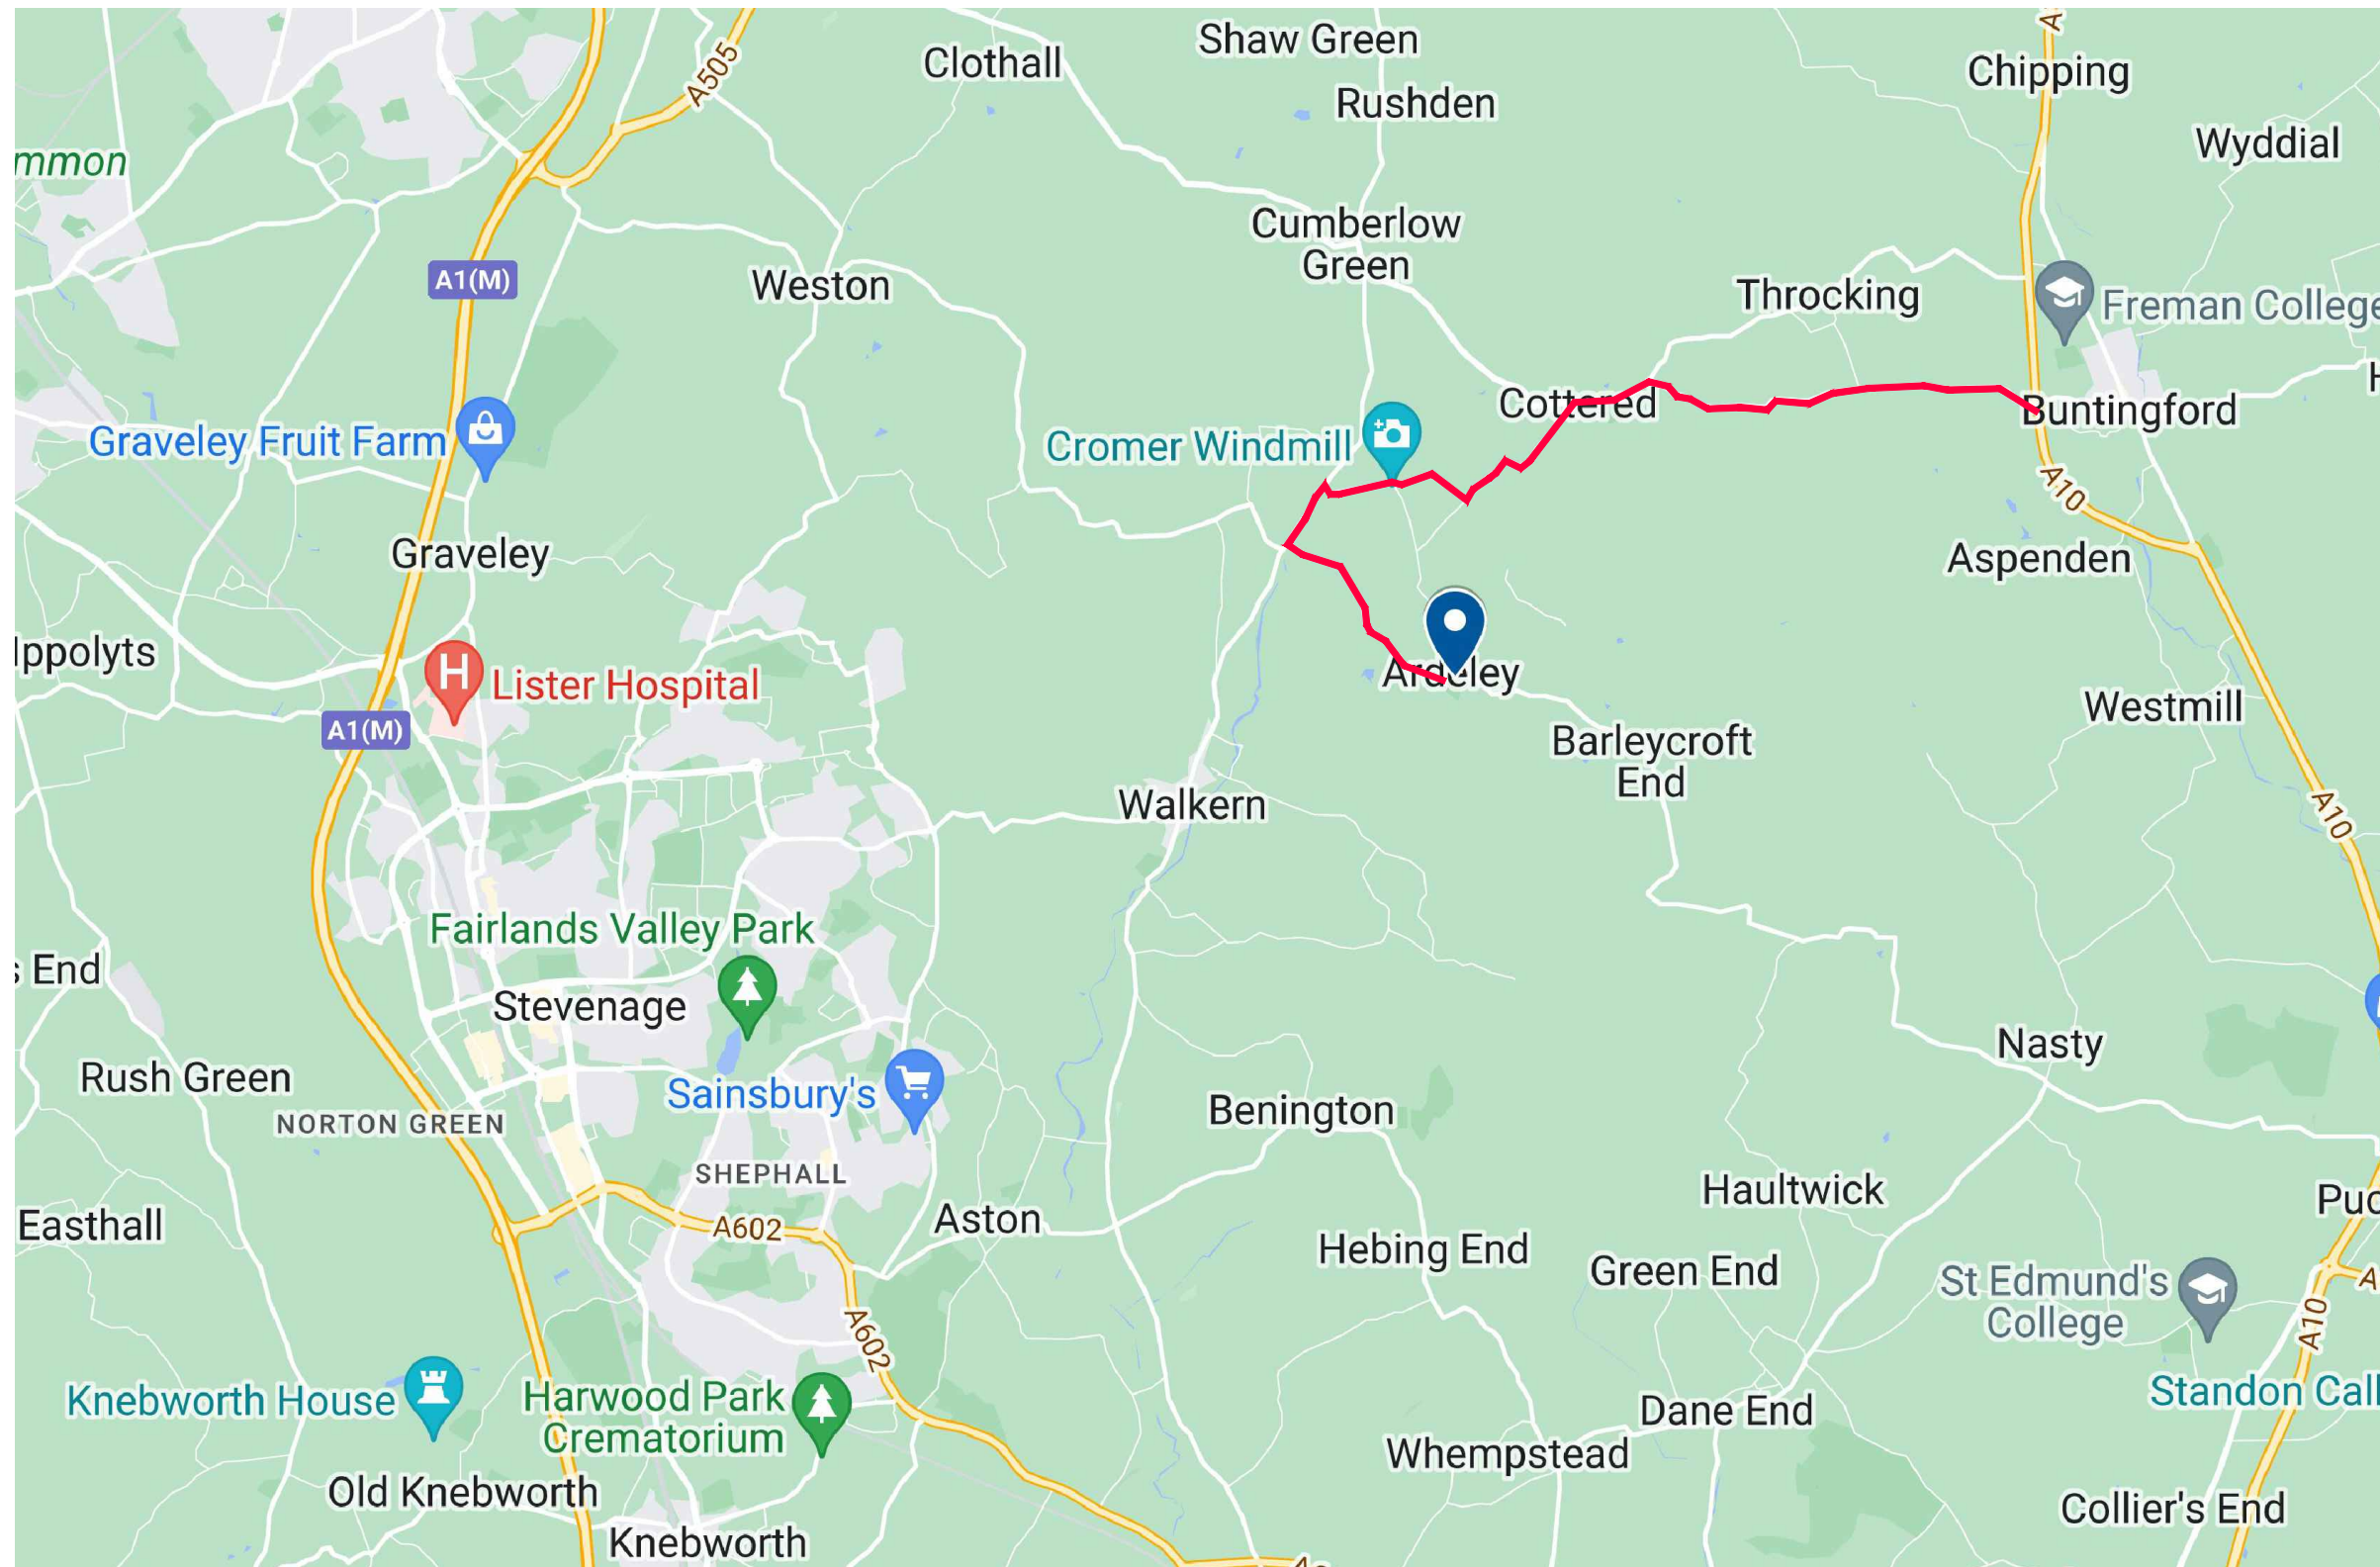 Shaw Green
Clothall
A505
Rushden
A
Chipping
Wyddial
mmon
Cumberlow
Green
A1(M)
Weston
Throcking
Freman College
Graveley Fruit Farm
Cromer Windmill
Cottered
Buntingford
H
A10
Graveley
Aspenden
Ippolyts
H
Lister Hospital
A1(M)
Ardeley
Westmill
Barleycroft
End
Walkern
A10
Fairlands Valley Park
s End
Stevenage
Rush Green
Sainsbury's
Nasty
NORTON GREEN
Benington
SHEPHALL
Haultwick
Puc
Easthall
A602
Aston
Hebing End
Green End
St Edmund's
College
A
A10
A602
Knebworth House
Harwood Park
Crematorium
Standon Call
Dane End
Whempstead
Old Knebworth
Collier's End
Knebworth